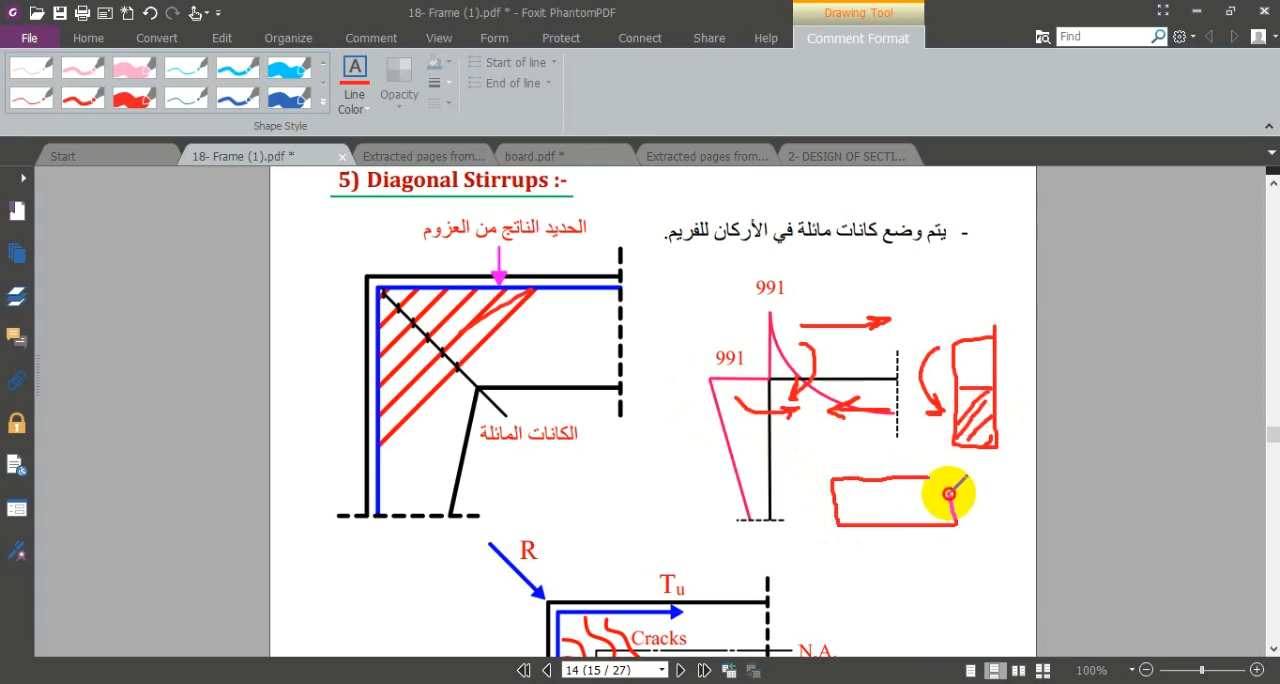 18- Frame (1).pdf * - Foxit PhantomPDF
Drawing Tool
File Home Convert Edit Organize Comment View Form Protect Connect Share Help Comment Format
Find
Line Color
Opacity
Start of line
End of line
Shape Style
Start
18- Frame (1).pdf *
Extracted pages from...
board.pdf *
Extracted pages from...
2- DESIGN OF SECTI...
5) Diagonal Stirrups :-
- يتم وضع كانات مائلة في الأركان للفريم.
الحديد الناتج من العزوم
الكانات المائلة
991
991
R
Tu
Cracks
N.A.
14 (15 / 27)
100%